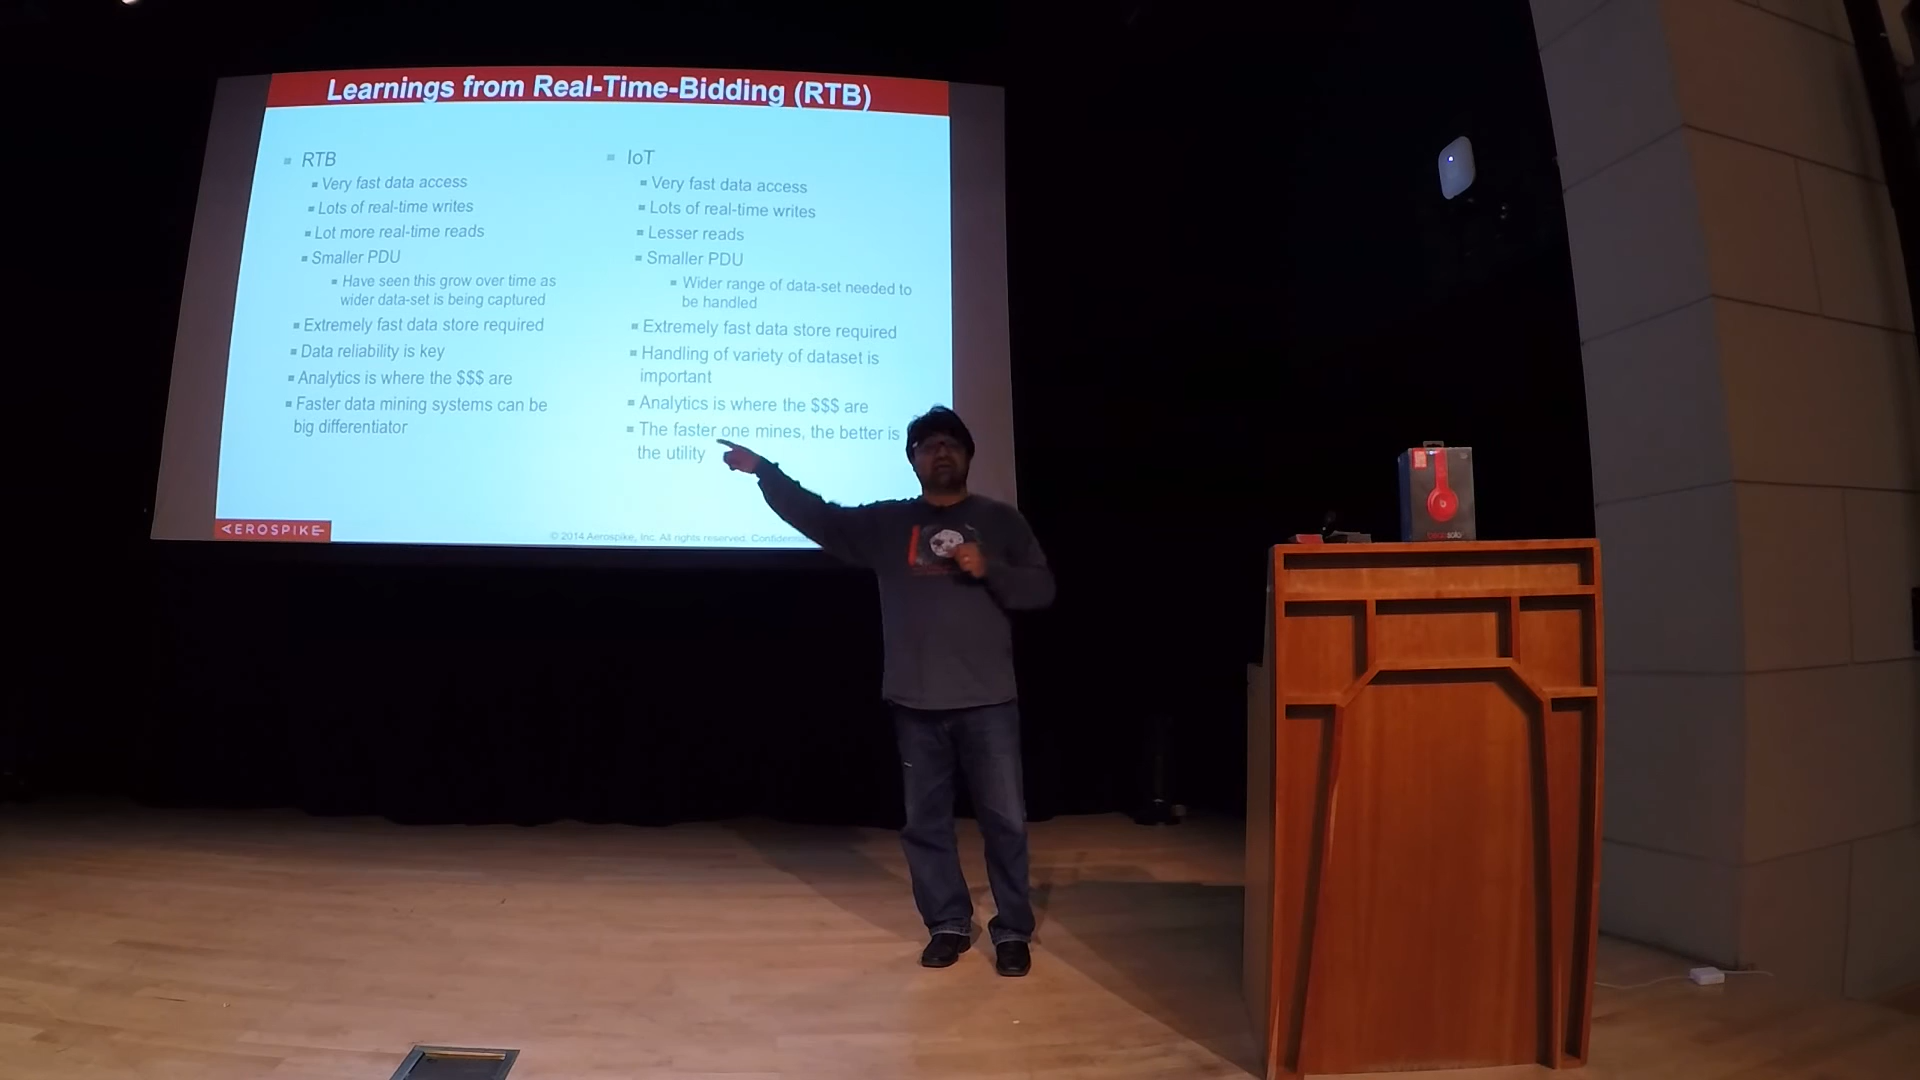 Learnings from Real-Time-Bidding (RTB)
RTB
Very fast data access
Lots of real-time writes
Lot more real-time reads
Smaller PDU
Have seen this grow over time as
wider data-set is being captured
Extremely fast data store required
Data reliability is key
Analytics is where the $$$ are
Faster data mining systems can be
big differentiator
IoT
Very fast data access
Lots of real-time writes
Lesser reads
Smaller PDU
Wider range of data-set needed to
be handled
Extremely fast data store required
Handling of variety of dataset is
important
Analytics is where the $$$ are
The faster one mines, the better is
the utility
AEROSPIKE
© 2014 Aerospike, Inc. All rights reserved.
beats solo